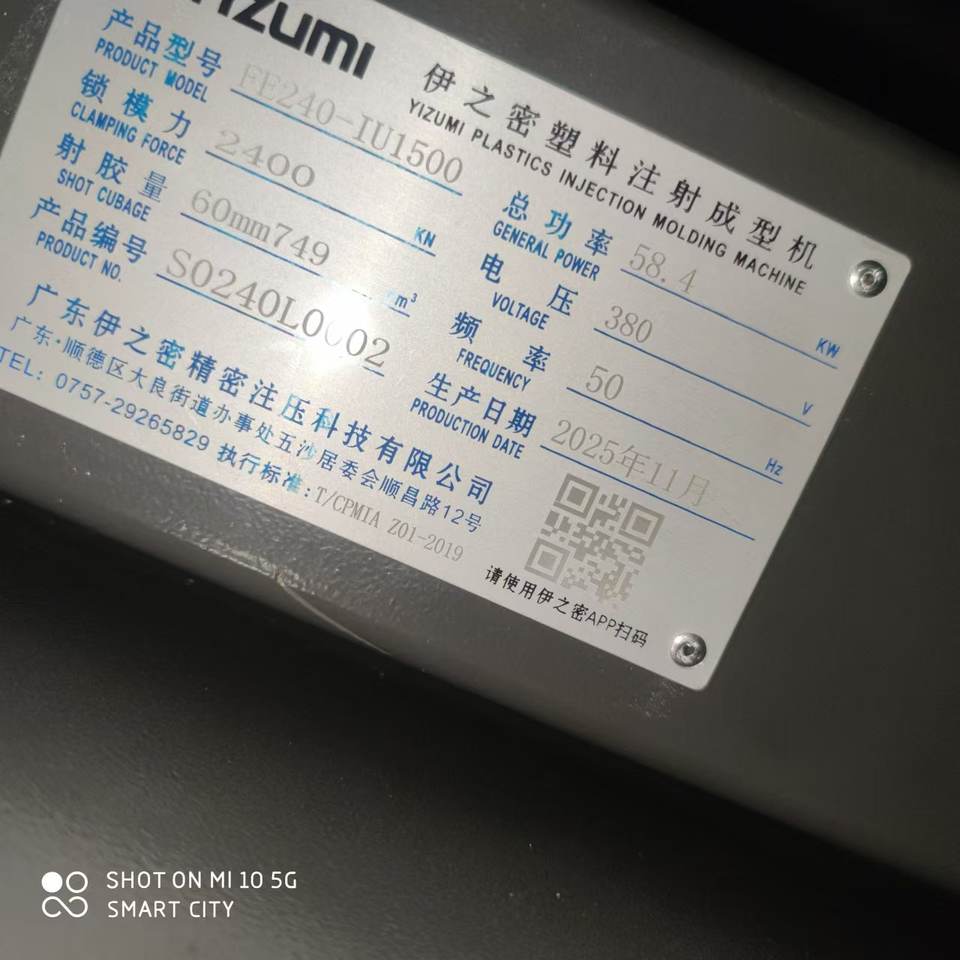 YIZUMI
伊之密塑料注射成型机
YIZUMI PLASTICS INJECTION MOLDING MACHINE
产品型号 FE240-IU1500
PRODUCT MODEL
锁模力 2400 KN
CLAMPING FORCE
射胶量 60mm749 cm³
SHOT CUBAGE
产品编号
PRODUCT NO.
总功率 58.4 KW
GENERAL POWER
电压 380 V
VOLTAGE
频率 50 Hz
FREQUENCY
生产日期 2025年11月
PRODUCTION DATE
广东伊之密精密注压科技有限公司
广东·顺德区大良街道办事处五沙居委会顺昌路12号
TEL: 0757-29265829 执行标准:T/CPMIA Z01-2019
请使用伊之密APP扫码
SHOT ON MI 10 5G
SMART CITY